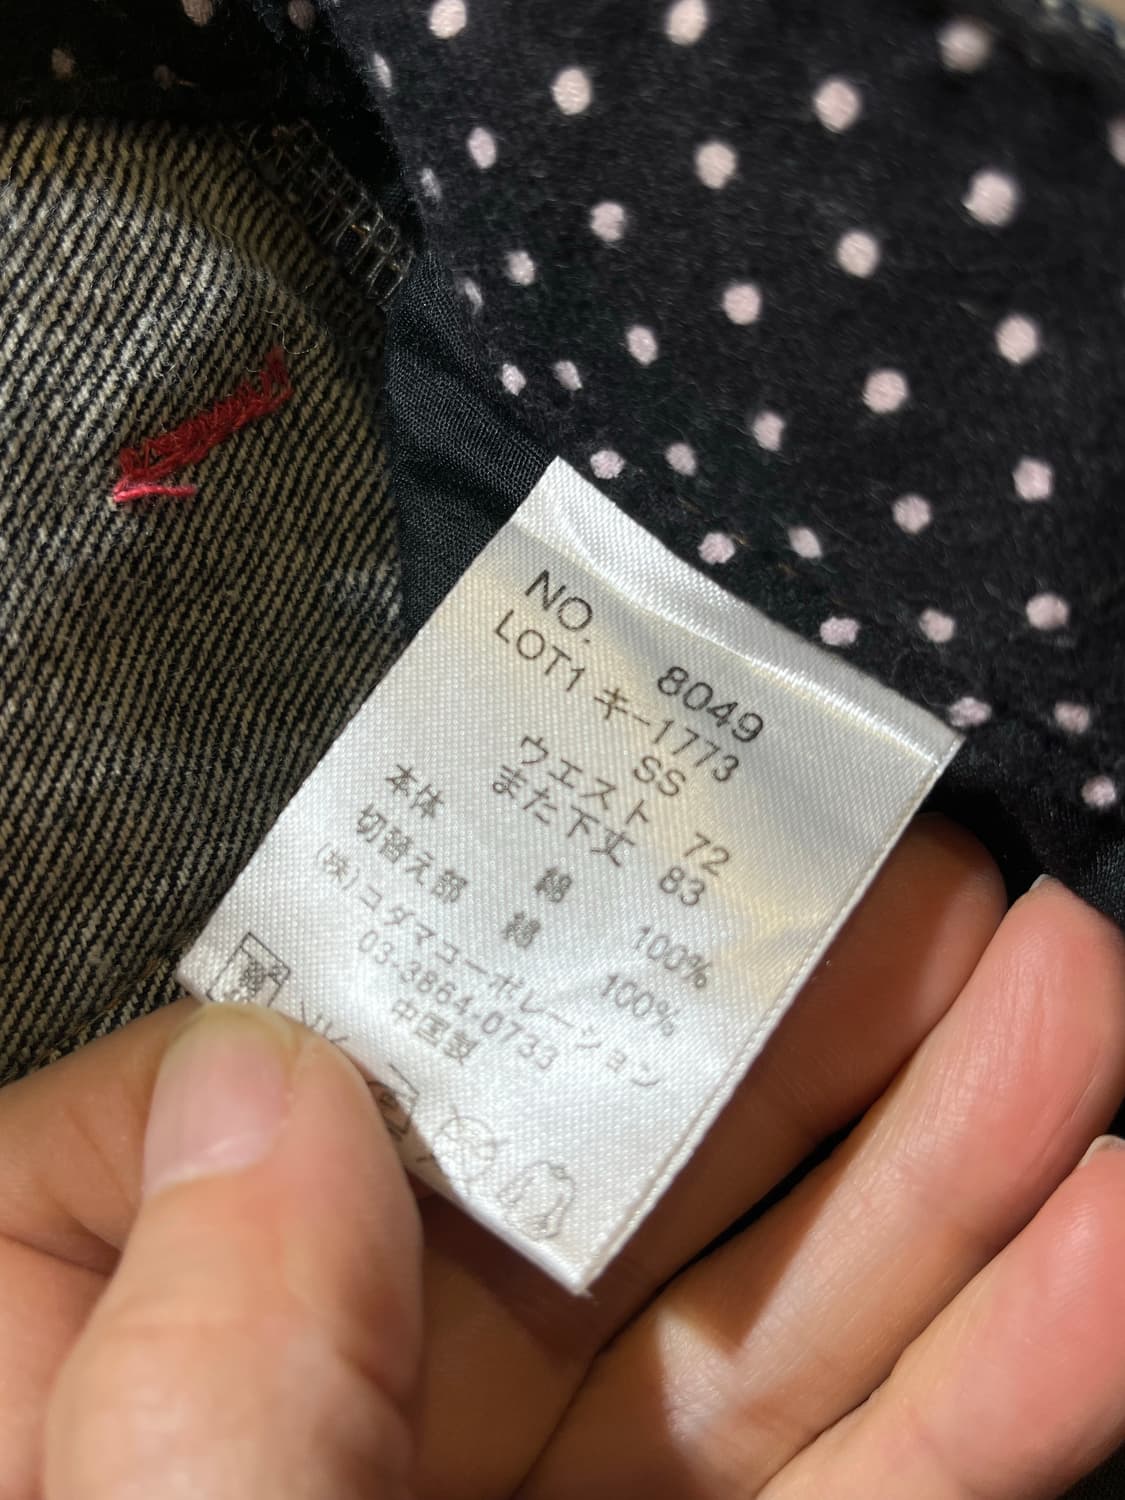 NO. 8049
LOT1 キ-1773
SS
ウエスト 72
また下丈 83
本体 綿 100%
切替え部 綿 100%
(株)コダマコーポレーション
03-3864-0733
中国製